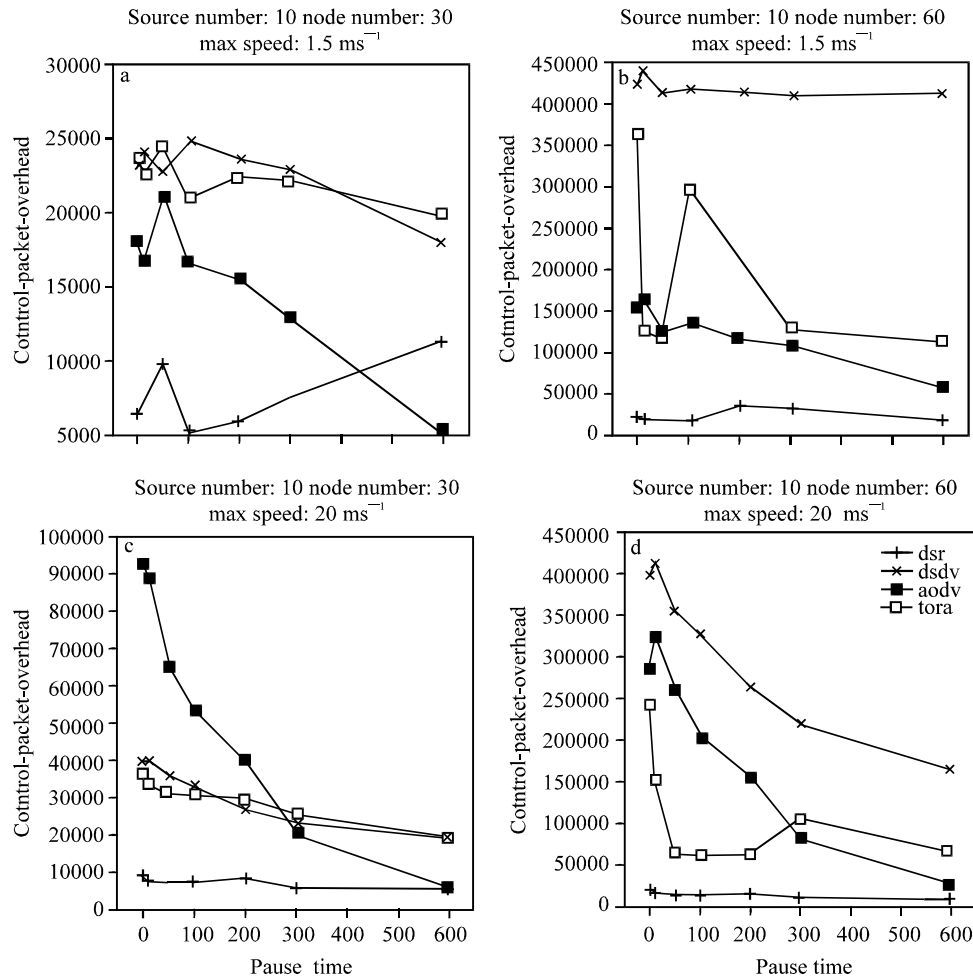 Source number: 10 node number: 30
max speed: 1.5 ms⁻¹
a
Cotntrol-packet-overhead
30000
25000
20000
15000
10000
5000
Source number: 10 node number: 60
max speed: 1.5 ms⁻¹
b
Cotntrol-packet-overhead
450000
400000
350000
300000
250000
200000
150000
100000
50000
0
Source number: 10 node number: 30
max speed: 20 ms⁻¹
c
Cotntrol-packet-overhead
100000
90000
80000
70000
60000
50000
40000
30000
20000
10000
0
0 100 200 300 400 500 600
Pause time
Source number: 10 node number: 60
max speed: 20 ms⁻¹
d
dsr
dsdv
aodv
tora
Cotntrol-packet-overhead
450000
400000
350000
300000
250000
200000
150000
100000
50000
0
0 100 200 300 400 500 600
Pause time